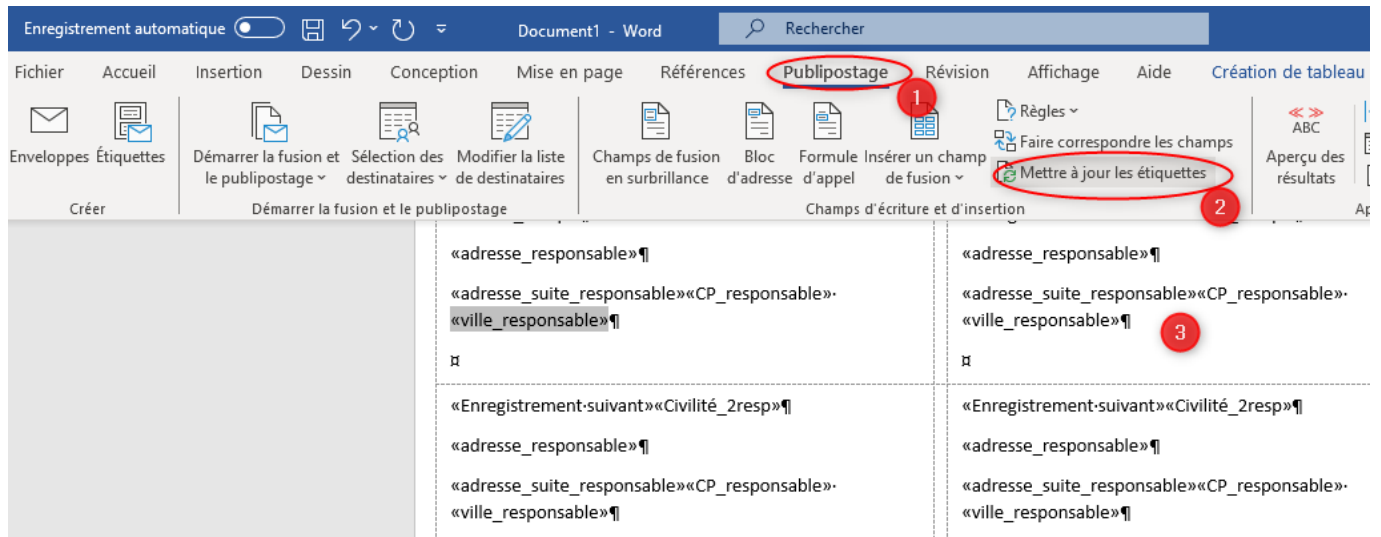 Enregistrement automatique Document1 - Word Rechercher
Fichier Accueil Insertion Dessin Conception Mise en page Références Publipostage Révision Affichage Aide Création de tableau
1
Enveloppes Étiquettes Démarrer la fusion et le publipostage Sélection des destinataires Modifier la liste de destinataires Champs de fusion en surbrillance Bloc d'adresse Formule d'appel Insérer un champ de fusion
Règles
Faire correspondre les champs
Mettre à jour les étiquettes
ABC
Aperçu des résultats
2
Créer Démarrer la fusion et le publipostage Champs d'écriture et d'insertion
«adresse_responsable»¶
«adresse_suite_responsable»«CP_responsable»·
«ville_responsable»¶
¤
«adresse_responsable»¶
«adresse_suite_responsable»«CP_responsable»·
«ville_responsable»¶
3
¤
«Enregistrement·suivant»«Civilité_2resp»¶
«adresse_responsable»¶
«adresse_suite_responsable»«CP_responsable»·
«ville_responsable»¶
«Enregistrement·suivant»«Civilité_2resp»¶
«adresse_responsable»¶
«adresse_suite_responsable»«CP_responsable»·
«ville_responsable»¶